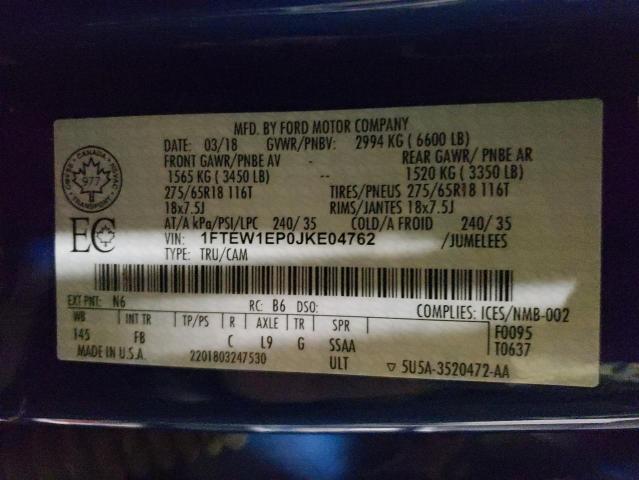 MFD. BY FORD MOTOR COMPANY
DATE: 03/18 GVWR/PNBV: 2994 KG ( 6600 LB)
FRONT GAWR/PNBE AV - REAR GAWR/ PNBE AR
1565 KG ( 3450 LB) -- 1520 KG ( 3350 LB)
275/65R18 116T TIRES/PNEUS 275/65R18 116T
18x7.5J RIMS/JANTES 18x7.5J
AT/A kPa/PSI/LPC 240/ 35 COLD/A FROID 240/ 35
VIN: 1FTEW1EP0JKE04762 /JUMELEES
TYPE: TRU/CAM
CANADA
977
TRANSPORT
EC
EXT PNT: N6 RC: B6 DSO: COMPLIES: ICES/NMB-002
WB INT TR TP/PS R AXLE TR SPR F0095
145 FB C L9 G SSAA T0637
MADE IN U.S.A. 2201803247530 ULT ▽ 5U5A-3520472-AA